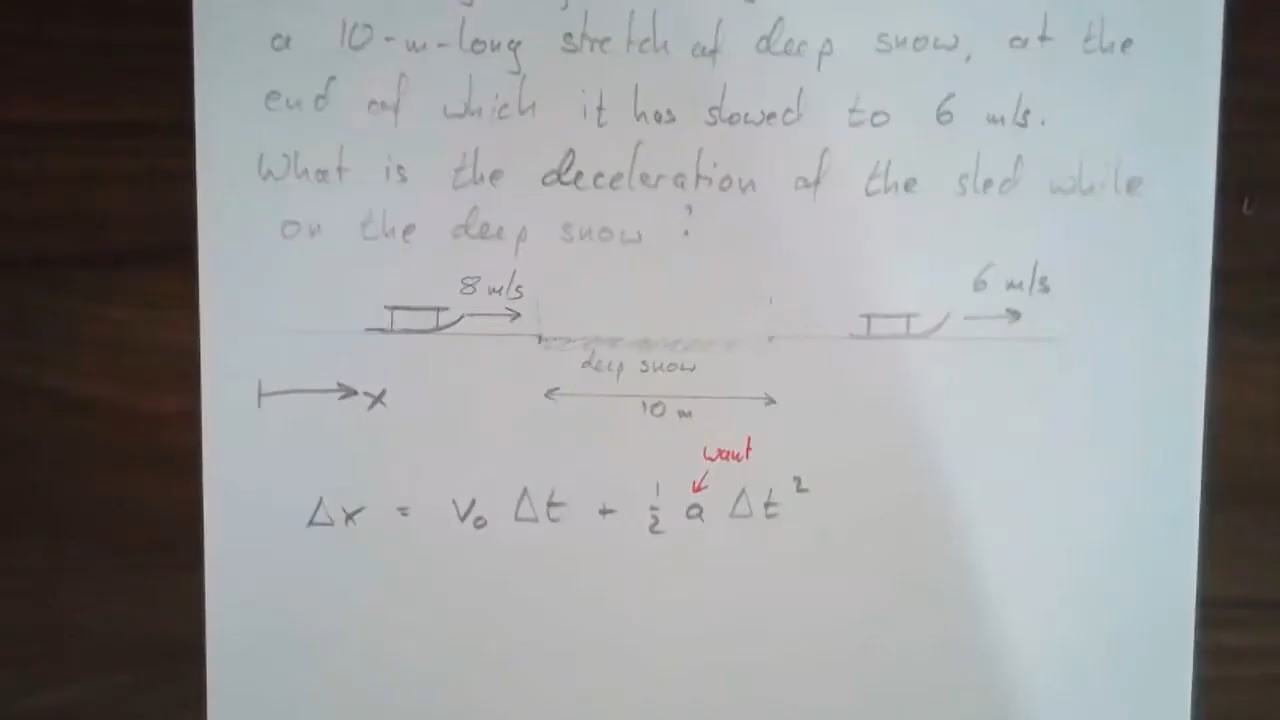 a 10-m-long stretch of deep snow, at the
end of which it has slowed to 6 m/s.
What is the deceleration of the sled while
on the deep snow?
8 m/s
6 m/s
deep snow
x
10 m
want
Δx = v₀ Δt + ½ a Δt²